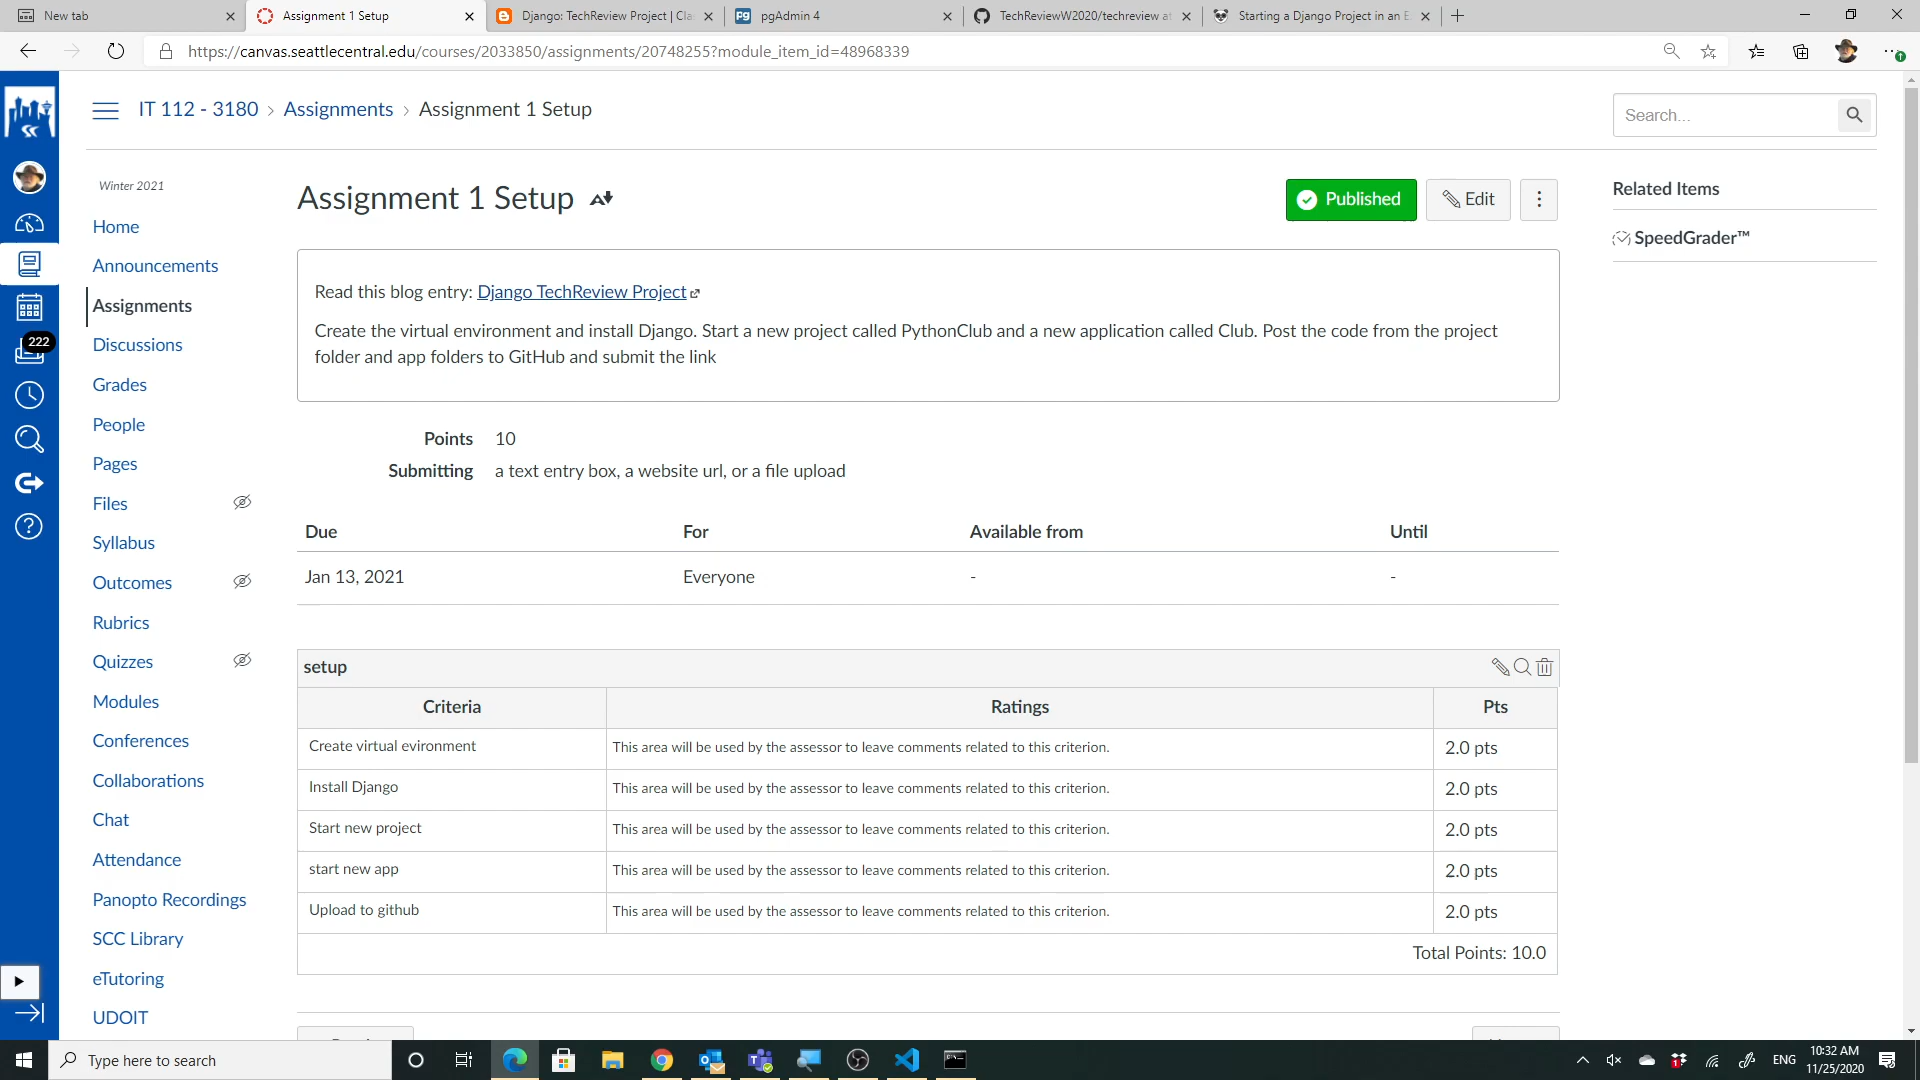 New tab
Assignment 1 Setup
Django: TechReview Project | Cla
pgAdmin 4
TechReviewW2020/techreview at
Starting a Django Project in an E
https://canvas.seattlecentral.edu/courses/2033850/assignments/20748255?module_item_id=48968339
IT 112 - 3180 › Assignments › Assignment 1 Setup
Search...
Winter 2021
Home
Announcements
Assignments
Discussions
Grades
People
Pages
Files
Syllabus
Outcomes
Rubrics
Quizzes
Modules
Conferences
Collaborations
Chat
Attendance
Panopto Recordings
SCC Library
eTutoring
UDOIT
222
Assignment 1 Setup
Published
Edit
Related Items
SpeedGrader™
Read this blog entry: Django TechReview Project
Create the virtual environment and install Django. Start a new project called PythonClub and a new application called Club. Post the code from the project
folder and app folders to GitHub and submit the link
Points 10
Submitting a text entry box, a website url, or a file upload
Due For Available from Until
Jan 13, 2021 Everyone - -
setup
Criteria Ratings Pts
Create virtual evironment This area will be used by the assessor to leave comments related to this criterion. 2.0 pts
Install Django This area will be used by the assessor to leave comments related to this criterion. 2.0 pts
Start new project This area will be used by the assessor to leave comments related to this criterion. 2.0 pts
start new app This area will be used by the assessor to leave comments related to this criterion. 2.0 pts
Upload to github This area will be used by the assessor to leave comments related to this criterion. 2.0 pts
Total Points: 10.0
Type here to search
ENG
10:32 AM
11/25/2020